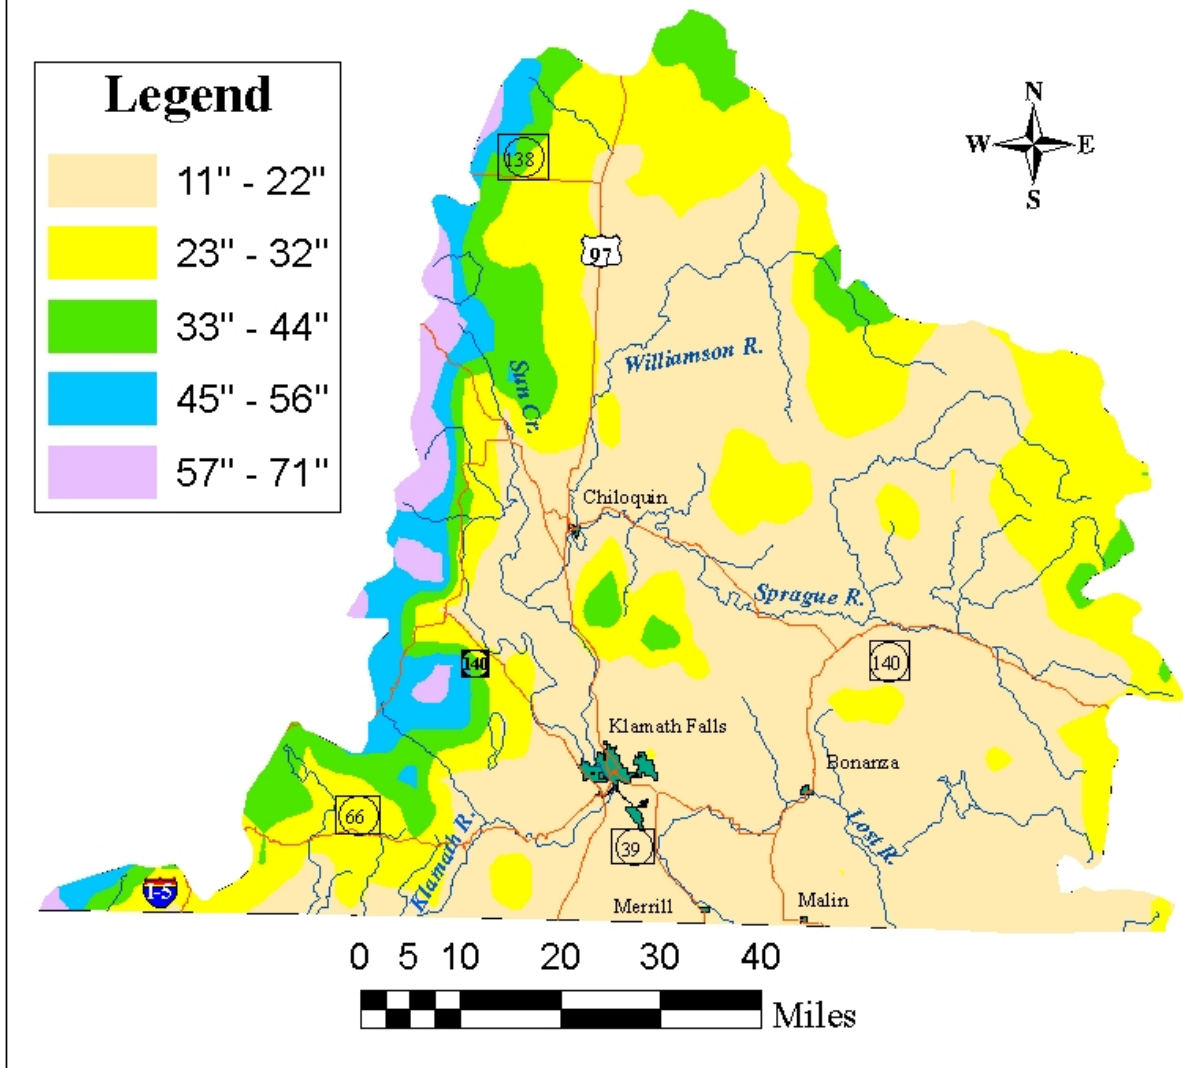 Legend
11" - 22"
23" - 32"
33" - 44"
45" - 56"
57" - 71"
N
W E
S
138
97
Williamson R.
Sun Cr.
Chiloquin
Sprague R.
140
140
Klamath Falls
Bonanza
66
Klamath R.
39
Lost R.
I-5
Merrill
Malin
0 5 10 20 30 40
Miles